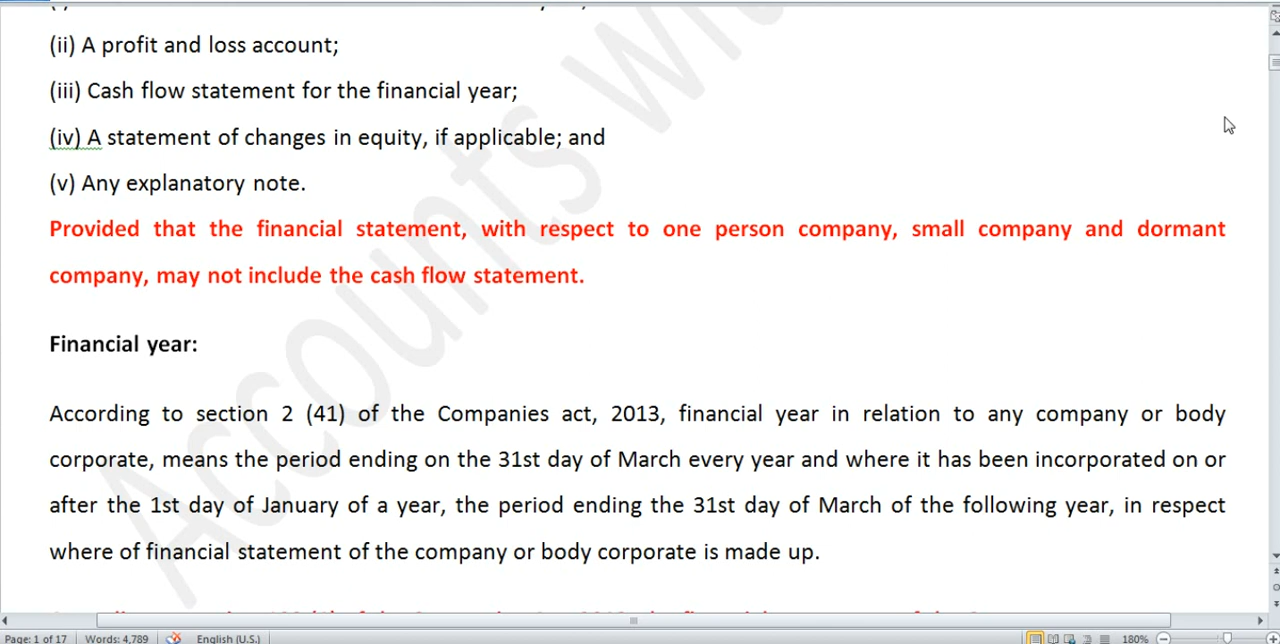 (ii) A profit and loss account;
(iii) Cash flow statement for the financial year;
(iv) A statement of changes in equity, if applicable; and
(v) Any explanatory note.
Provided that the financial statement, with respect to one person company, small company and dormant
company, may not include the cash flow statement.
Financial year:
According to section 2 (41) of the Companies act, 2013, financial year in relation to any company or body
corporate, means the period ending on the 31st day of March every year and where it has been incorporated on or
after the 1st day of January of a year, the period ending the 31st day of March of the following year, in respect
where of financial statement of the company or body corporate is made up.
Accounts
Page: 1 of 17 Words: 4,789 English (U.S.) 180%